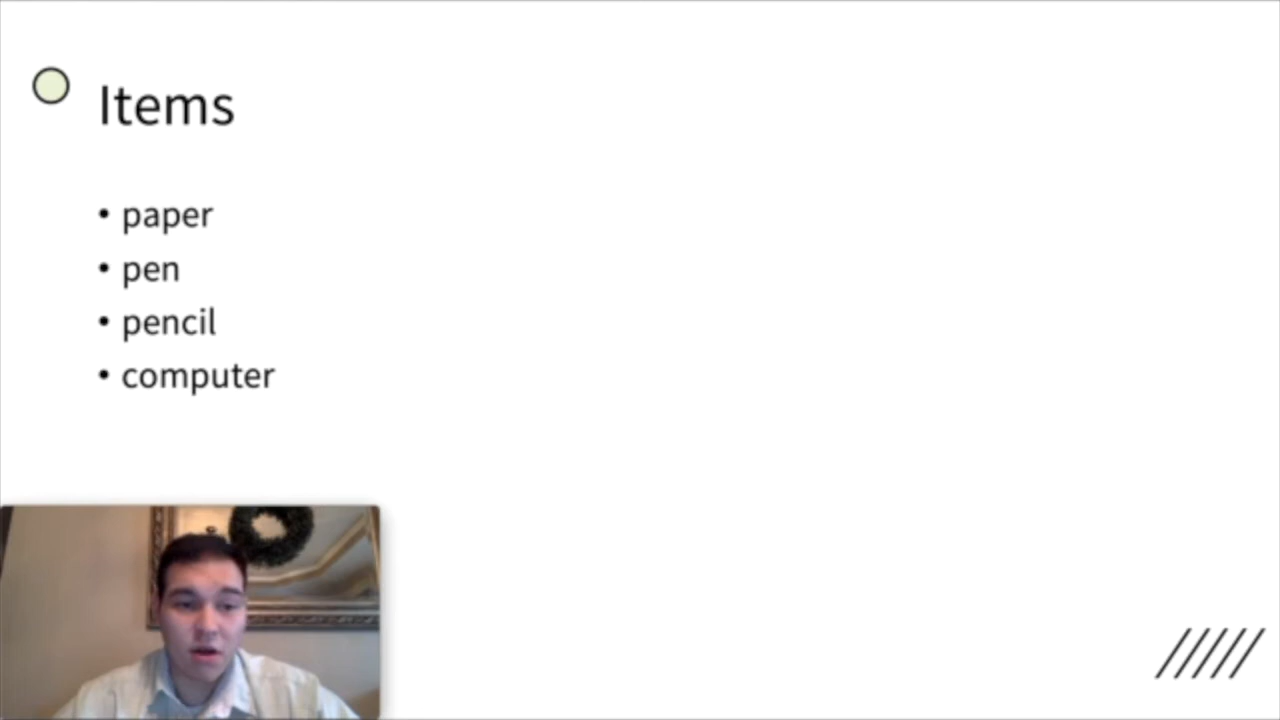 Items
• paper
• pen
• pencil
• computer